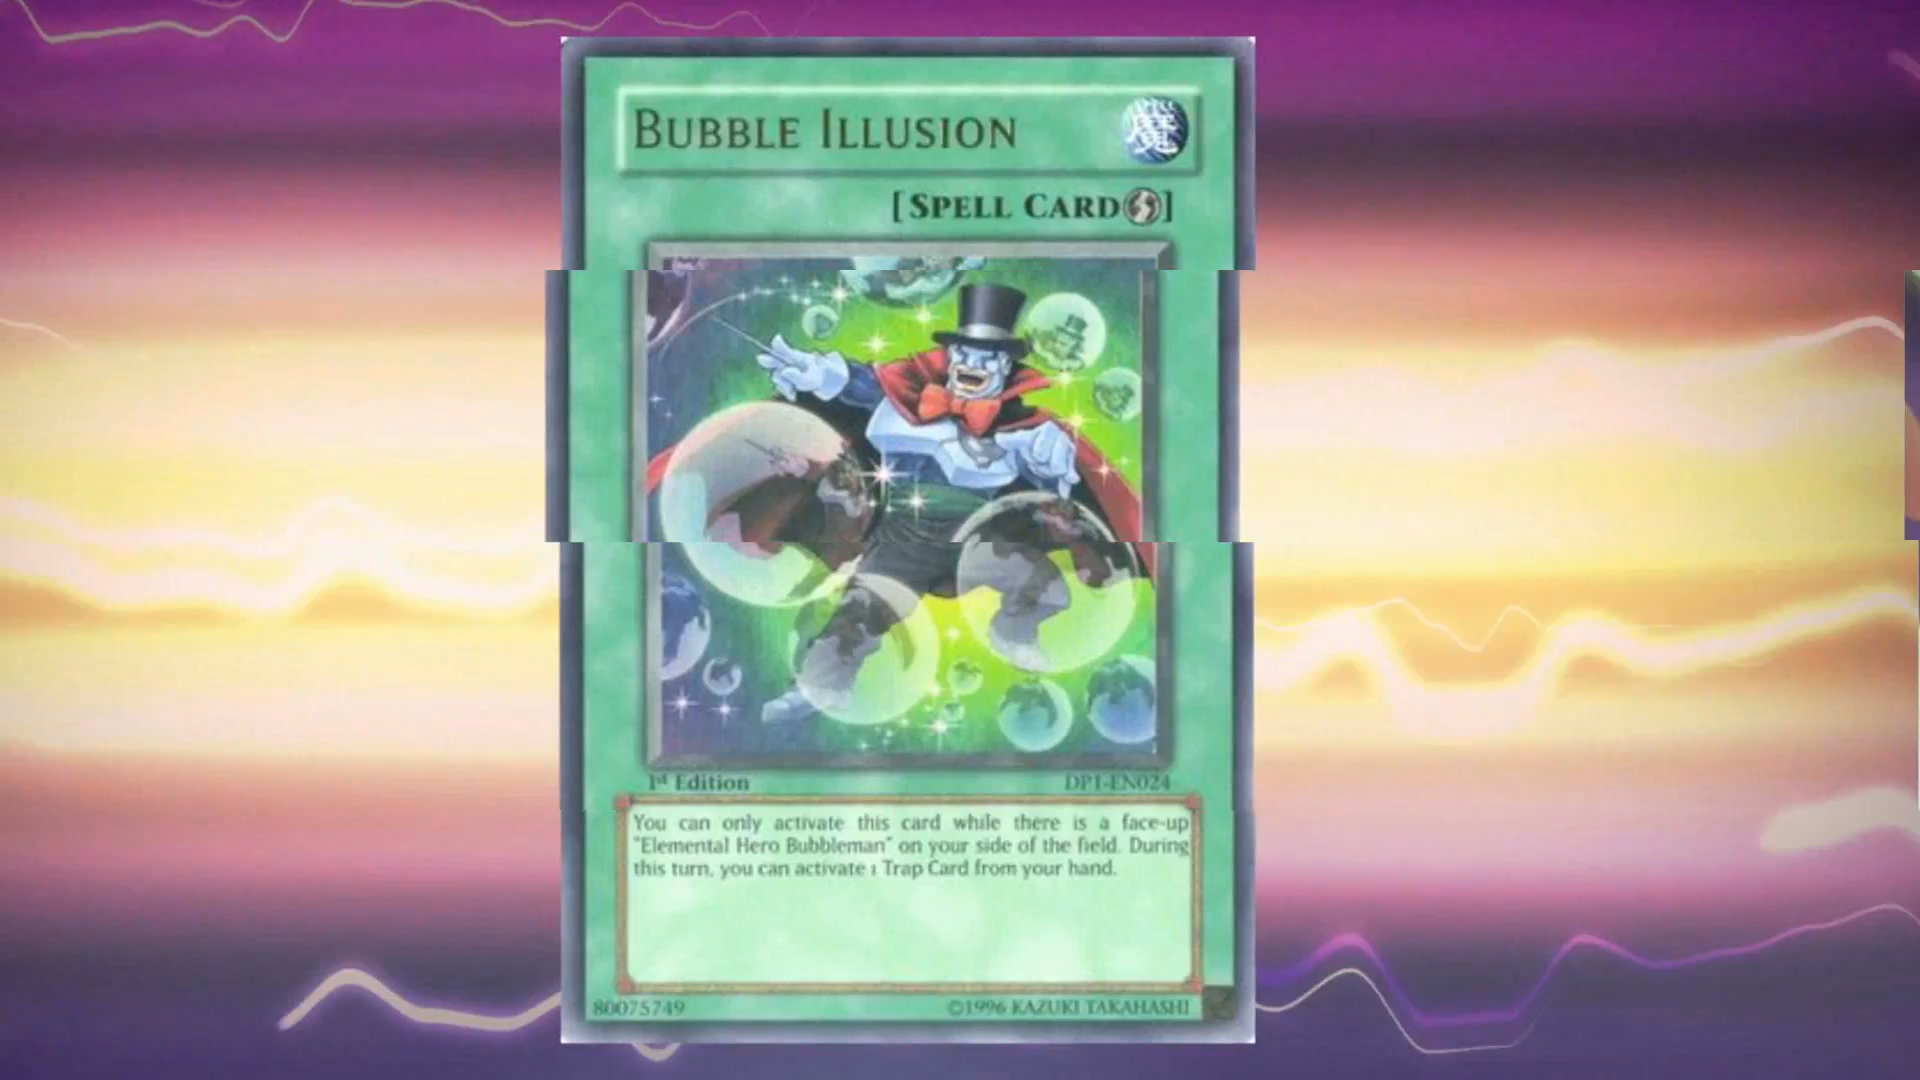 BUBBLE ILLUSION
魔
[SPELL CARD]
1st Edition
DP1-EN024
You can only activate this card while there is a face-up
"Elemental Hero Bubbleman" on your side of the field. During
this turn, you can activate 1 Trap Card from your hand.
80075749
©1996 KAZUKI TAKAHASHI